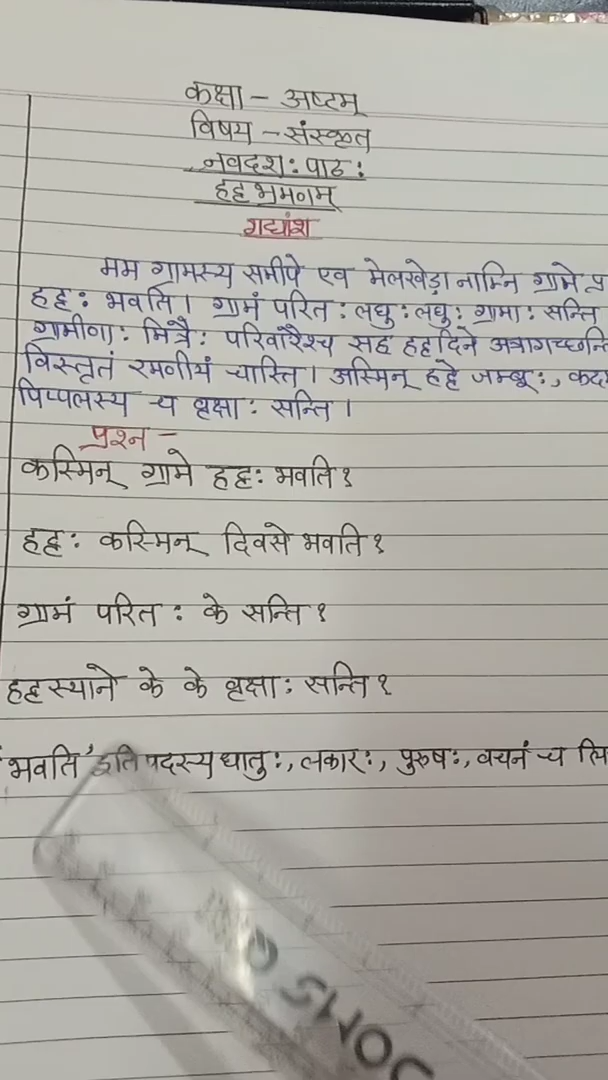 कक्षा - अष्टम्
विषय - संस्कृत
नवदश: पाठ:
हट्टभ्रमणम्
गद्यांश
मम ग्रामस्य समीपे एव मेलखेड़ा नाम्नि ग्रामे
हट्ट: भवति। ग्रामं परित: लघु: लघु: ग्रामा: सन्ति
ग्रामीणा: मित्रै: परिवारैश्च सह हट्टदिने अत्रागच्छन्ति
विस्तृतं रमणीयं चास्ति। अस्मिन् हट्टे जम्बू:,
पिप्पलस्य च वृक्षा: सन्ति।
प्रश्न -
कस्मिन् ग्रामे हट्ट: भवति?
हट्ट: कस्मिन् दिवसे भवति?
ग्रामं परित: के सन्ति?
हट्टस्थाने के के वृक्षा: सन्ति?
भवति' इति पदस्य धातु:, लकार:, पुरुष:, वचनं च
DOMS